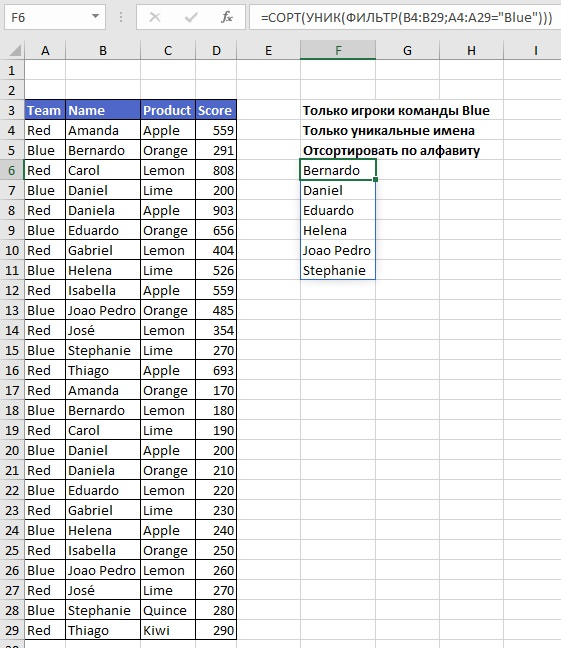 F6 fx =СОРТ(УНИК(ФИЛЬТР(B4:B29;A4:A29="Blue")))
A B C D E F G H I
1
2
3 Team Name Product Score Только игроки команды Blue
4 Red Amanda Apple 559 Только уникальные имена
5 Blue Bernardo Orange 291 Отсортировать по алфавиту
6 Red Carol Lemon 808 Bernardo
7 Blue Daniel Lime 200 Daniel
8 Red Daniela Apple 903 Eduardo
9 Blue Eduardo Orange 656 Helena
10 Red Gabriel Lemon 404 Joao Pedro
11 Blue Helena Lime 526 Stephanie
12 Red Isabella Apple 559
13 Blue Joao Pedro Orange 485
14 Red José Lemon 354
15 Blue Stephanie Lime 270
16 Red Thiago Apple 693
17 Red Amanda Orange 170
18 Blue Bernardo Lemon 180
19 Red Carol Lime 190
20 Blue Daniel Apple 200
21 Red Daniela Orange 210
22 Blue Eduardo Lemon 220
23 Red Gabriel Lime 230
24 Blue Helena Apple 240
25 Red Isabella Orange 250
26 Blue Joao Pedro Lemon 260
27 Red José Lime 270
28 Blue Stephanie Quince 280
29 Red Thiago Kiwi 290